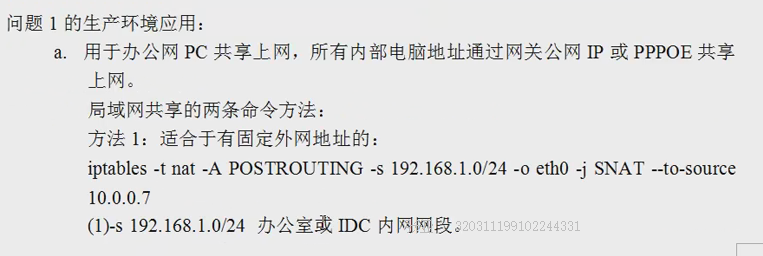 问题 1 的生产环境应用：
a. 用于办公网 PC 共享上网，所有内部电脑地址通过网关公网 IP 或 PPPOE 共享
上网。
局域网共享的两条命令方法：
方法 1：适合于有固定外网地址的：
iptables -t nat -A POSTROUTING -s 192.168.1.0/24 -o eth0 -j SNAT --to-source
10.0.0.7
(1)-s 192.168.1.0/24 办公室或 IDC 内网网段。